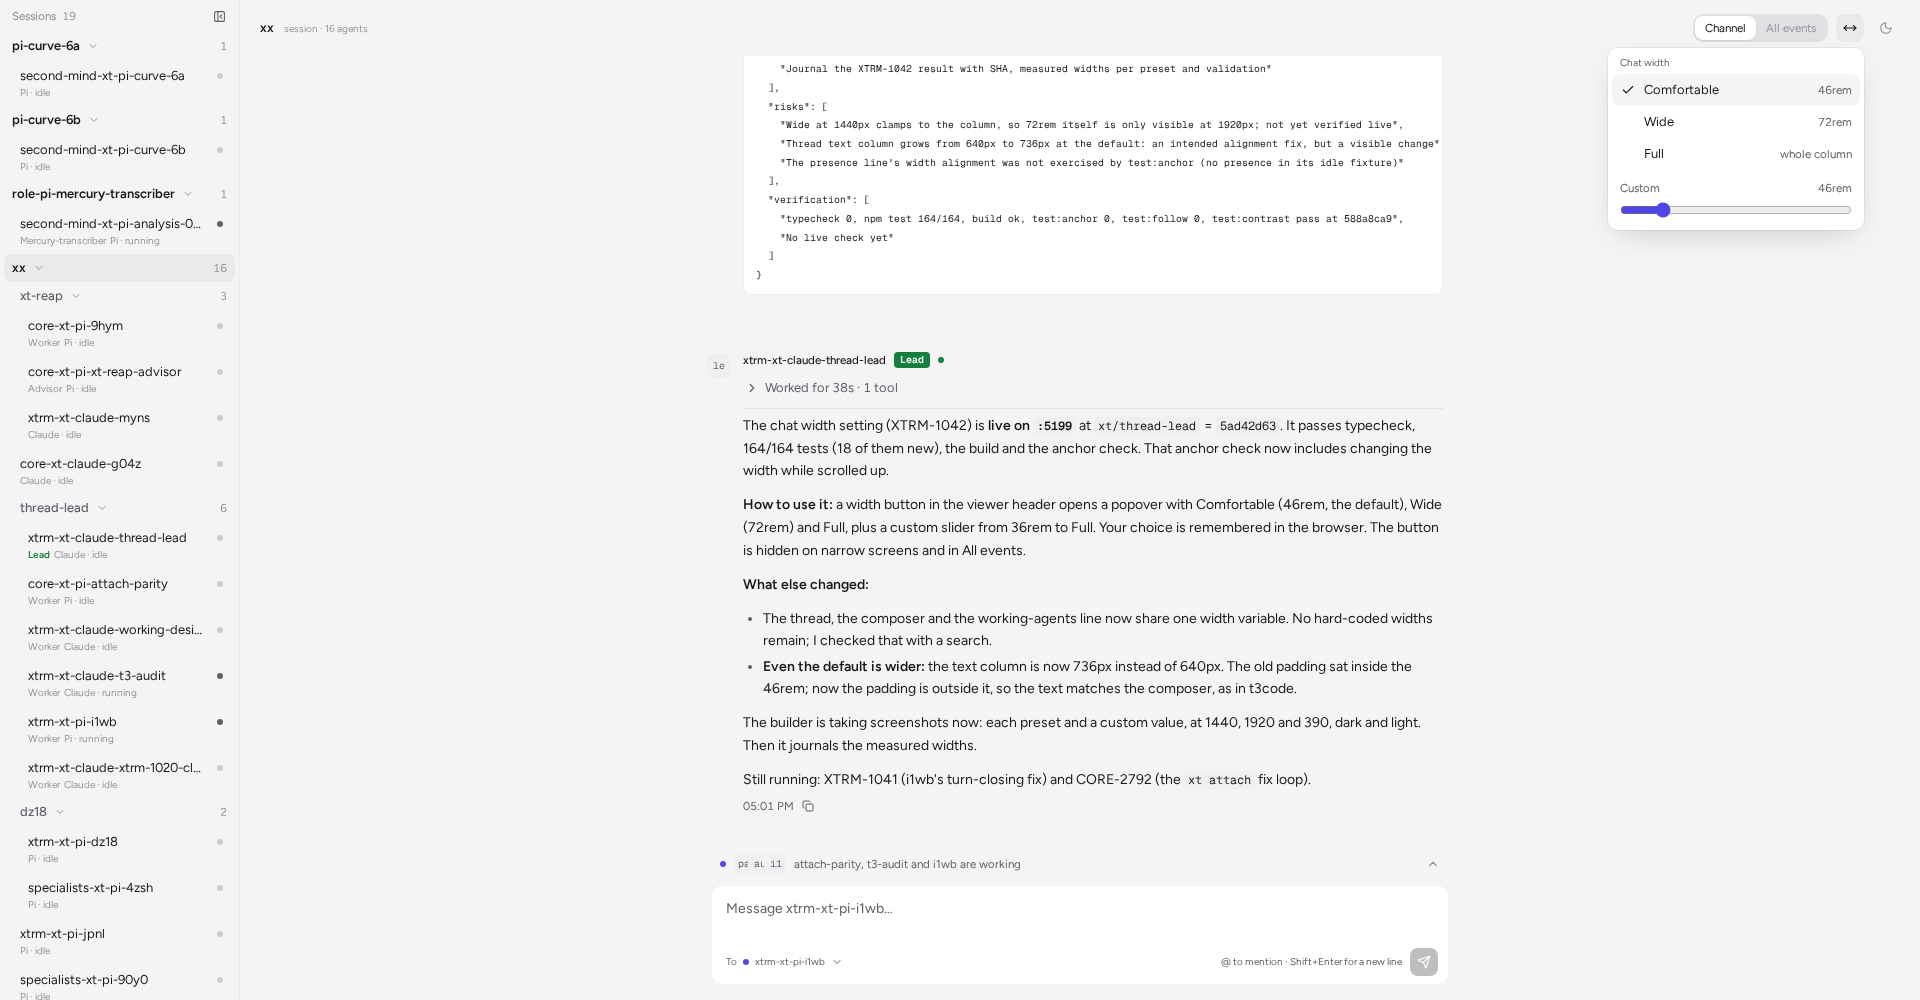 Sessions 19
pi-curve-6a 1
second-mind-xt-pi-curve-6a
Pi · idle
pi-curve-6b 1
second-mind-xt-pi-curve-6b
Pi · idle
role-pi-mercury-transcriber 1
second-mind-xt-pi-analysis-0...
Mercury-transcriber Pi · running
xx 16
xt-reap 3
core-xt-pi-9hym
Worker Pi · idle
core-xt-pi-xt-reap-advisor
Advisor Pi · idle
xtrm-xt-claude-myns
Claude · idle
core-xt-claude-g04z
Claude · idle
thread-lead 6
xtrm-xt-claude-thread-lead
Lead Claude · idle
core-xt-pi-attach-parity
Worker Pi · idle
xtrm-xt-claude-working-desi...
Worker Claude · idle
xtrm-xt-claude-t3-audit
Worker Claude · running
xtrm-xt-pi-i1wb
Worker Pi · running
xtrm-xt-claude-xtrm-1020-cl...
Worker Claude · idle
dz18 2
xtrm-xt-pi-dz18
Pi · idle
specialists-xt-pi-4zsh
Pi · idle
xtrm-xt-pi-jpnl
Pi · idle
specialists-xt-pi-90y0
Pi · idle
xx session · 16 agents
Channel All events
Chat width
Comfortable 46rem
Wide 72rem
Full whole column
Custom 46rem
"Journal the XTRM-1042 result with SHA, measured widths per preset and validation"
],
"risks": [
"Wide at 1440px clamps to the column, so 72rem itself is only visible at 1920px; not yet verified live",
"Thread text column grows from 640px to 736px at the default: an intended alignment fix, but a visible change"
"The presence line's width alignment was not exercised by test:anchor (no presence in its idle fixture)"
],
"verification": [
"typecheck 0, npm test 164/164, build ok, test:anchor 0, test:follow 0, test:contrast pass at 588a8ca9",
"No live check yet"
]
}
le xtrm-xt-claude-thread-lead Lead
Worked for 38s · 1 tool
The chat width setting (XTRM-1042) is live on :5199 at xt/thread-lead = 5ad42d63 . It passes typecheck,
164/164 tests (18 of them new), the build and the anchor check. That anchor check now includes changing the
width while scrolled up.
How to use it: a width button in the viewer header opens a popover with Comfortable (46rem, the default), Wide
(72rem) and Full, plus a custom slider from 36rem to Full. Your choice is remembered in the browser. The button
is hidden on narrow screens and in All events.
What else changed:
• The thread, the composer and the working-agents line now share one width variable. No hard-coded widths
remain; I checked that with a search.
• Even the default is wider: the text column is now 736px instead of 640px. The old padding sat inside the
46rem; now the padding is outside it, so the text matches the composer, as in t3code.
The builder is taking screenshots now: each preset and a custom value, at 1440, 1920 and 390, dark and light.
Then it journals the measured widths.
Still running: XTRM-1041 (i1wb's turn-closing fix) and CORE-2792 (the xt attach fix loop).
05:01 PM
pa au i1 attach-parity, t3-audit and i1wb are working
Message xtrm-xt-pi-i1wb...
To xtrm-xt-pi-i1wb @ to mention · Shift+Enter for a new line